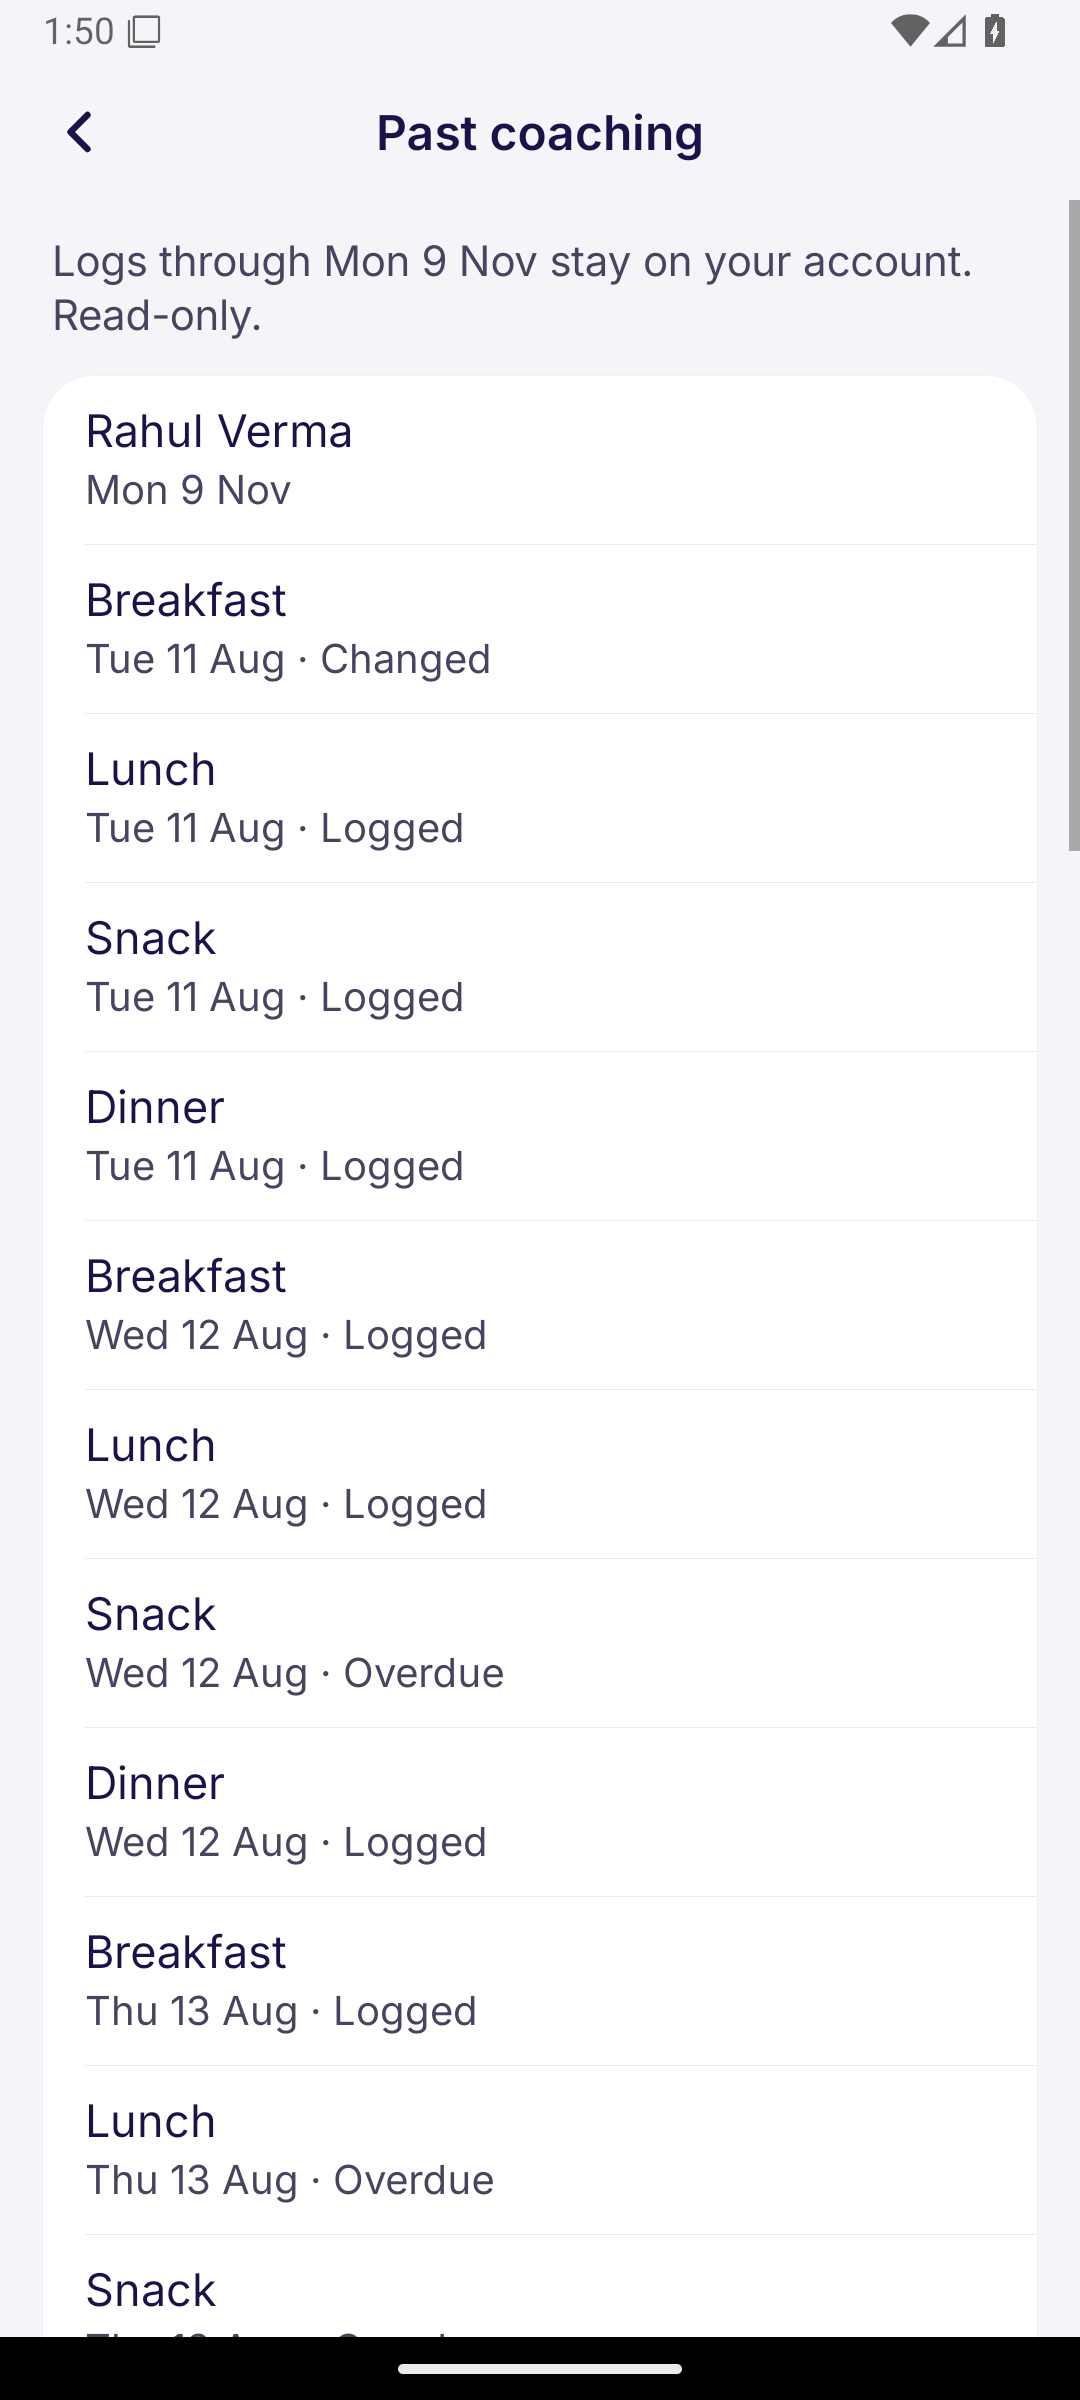 1:50
Past coaching
Logs through Mon 9 Nov stay on your account.
Read-only.
Rahul Verma
Mon 9 Nov
Breakfast
Tue 11 Aug · Changed
Lunch
Tue 11 Aug · Logged
Snack
Tue 11 Aug · Logged
Dinner
Tue 11 Aug · Logged
Breakfast
Wed 12 Aug · Logged
Lunch
Wed 12 Aug · Logged
Snack
Wed 12 Aug · Overdue
Dinner
Wed 12 Aug · Logged
Breakfast
Thu 13 Aug · Logged
Lunch
Thu 13 Aug · Overdue
Snack